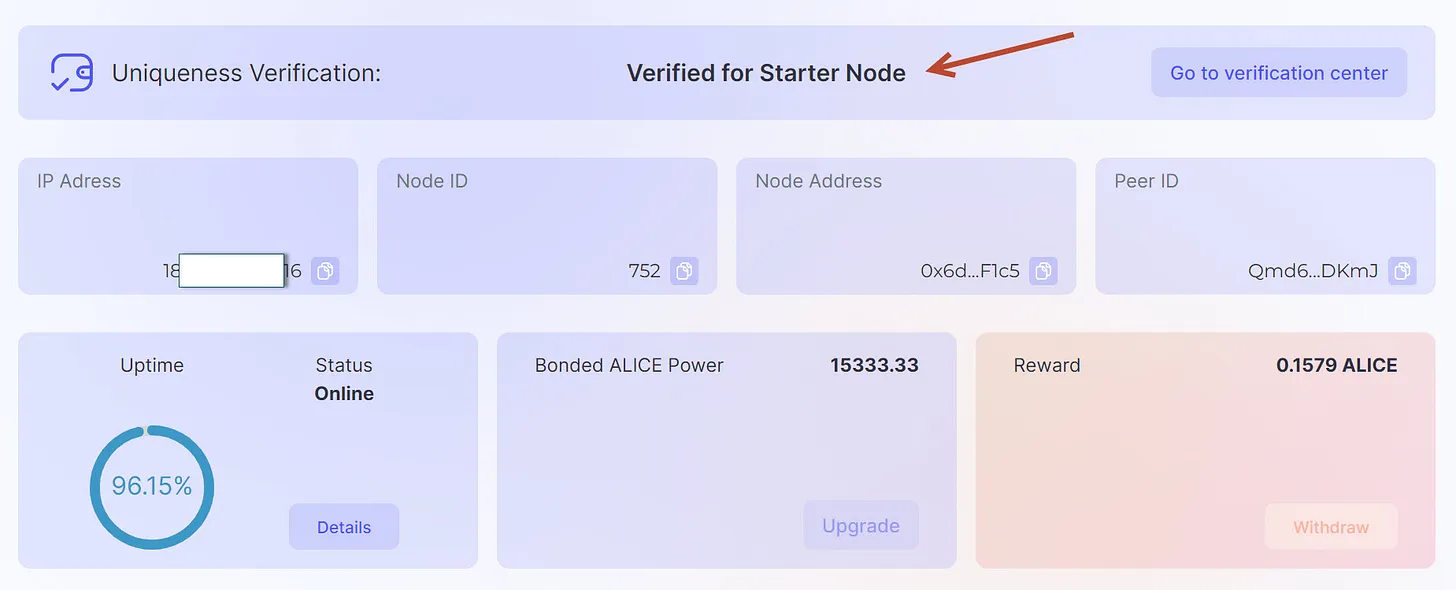 Uniqueness Verification:
Verified for Starter Node
Go to verification center
IP Adress
18 16
Node ID
752
Node Address
0x6d...F1c5
Peer ID
Qmd6...DKmJ
Uptime
96.15%
Status
Online
Details
Bonded ALICE Power
15333.33
Upgrade
Reward
0.1579 ALICE
Withdraw